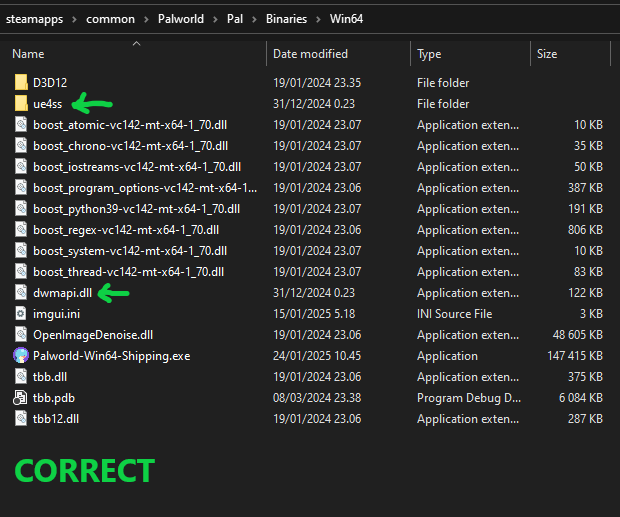 steamapps > common > Palworld > Pal > Binaries > Win64
Name Date modified Type Size
D3D12 19/01/2024 23.35 File folder
ue4ss 31/12/2024 0.23 File folder
boost_atomic-vc142-mt-x64-1_70.dll 19/01/2024 23.07 Application exten... 10 KB
boost_chrono-vc142-mt-x64-1_70.dll 19/01/2024 23.07 Application exten... 35 KB
boost_iostreams-vc142-mt-x64-1_70.dll 19/01/2024 23.07 Application exten... 50 KB
boost_program_options-vc142-mt-x64-1... 19/01/2024 23.06 Application exten... 387 KB
boost_python39-vc142-mt-x64-1_70.dll 19/01/2024 23.07 Application exten... 191 KB
boost_regex-vc142-mt-x64-1_70.dll 19/01/2024 23.06 Application exten... 806 KB
boost_system-vc142-mt-x64-1_70.dll 19/01/2024 23.07 Application exten... 10 KB
boost_thread-vc142-mt-x64-1_70.dll 19/01/2024 23.07 Application exten... 83 KB
dwmapi.dll 31/12/2024 0.23 Application exten... 122 KB
imgui.ini 15/01/2025 5.18 INI Source File 3 KB
OpenImageDenoise.dll 19/01/2024 23.06 Application exten... 48 605 KB
Palworld-Win64-Shipping.exe 24/01/2025 10.45 Application 147 415 KB
tbb.dll 19/01/2024 23.06 Application exten... 375 KB
tbb.pdb 08/03/2024 23.38 Program Debug D... 6 084 KB
tbb12.dll 19/01/2024 23.06 Application exten... 287 KB
CORRECT